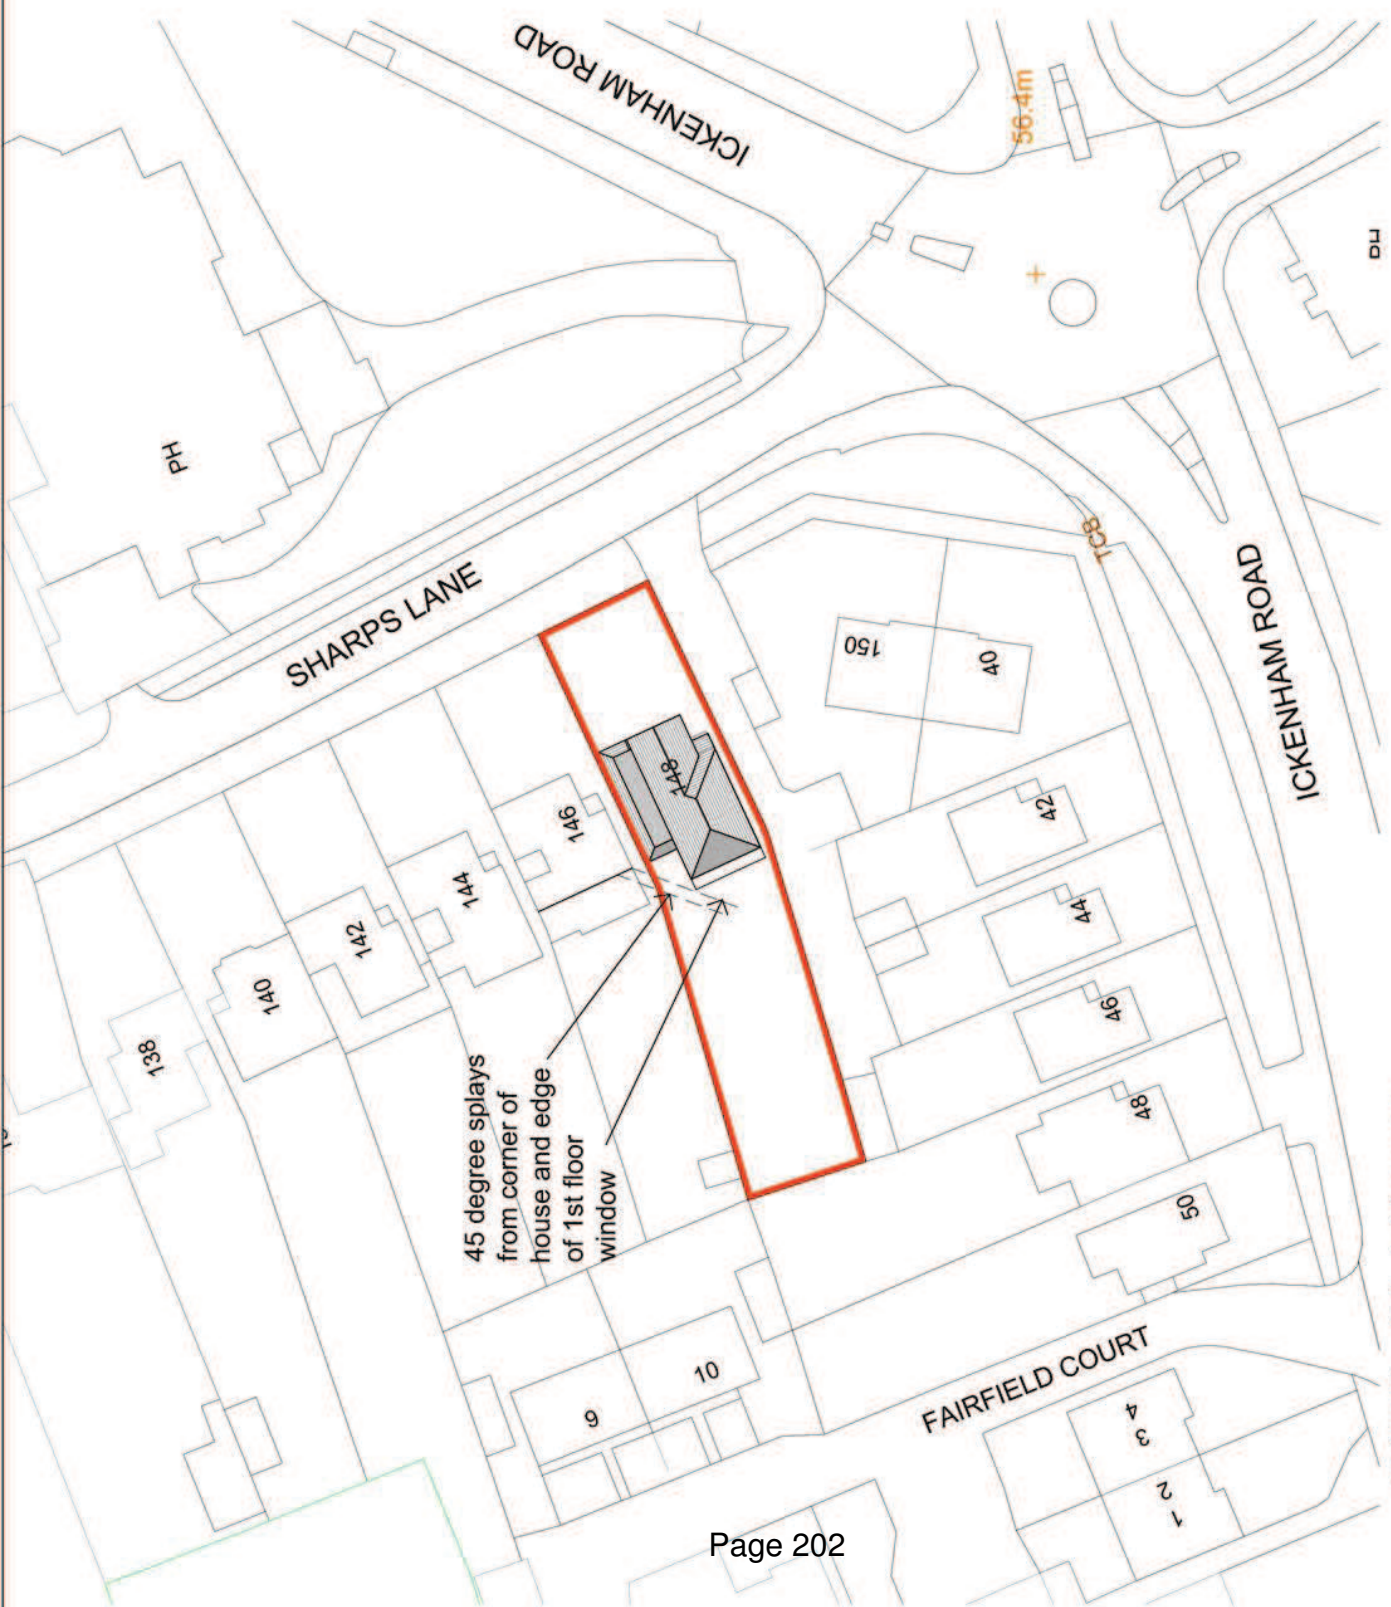 ICKENHAM ROAD
56.4m
PH
SHARPS LANE
TCB
150
40
ICKENHAM ROAD
148
146
144
142
140
138
42
44
46
48
50
45 degree splays
from corner of
house and edge
of 1st floor
window
9
10
FAIRFIELD COURT
4
3
2
1
Page 202